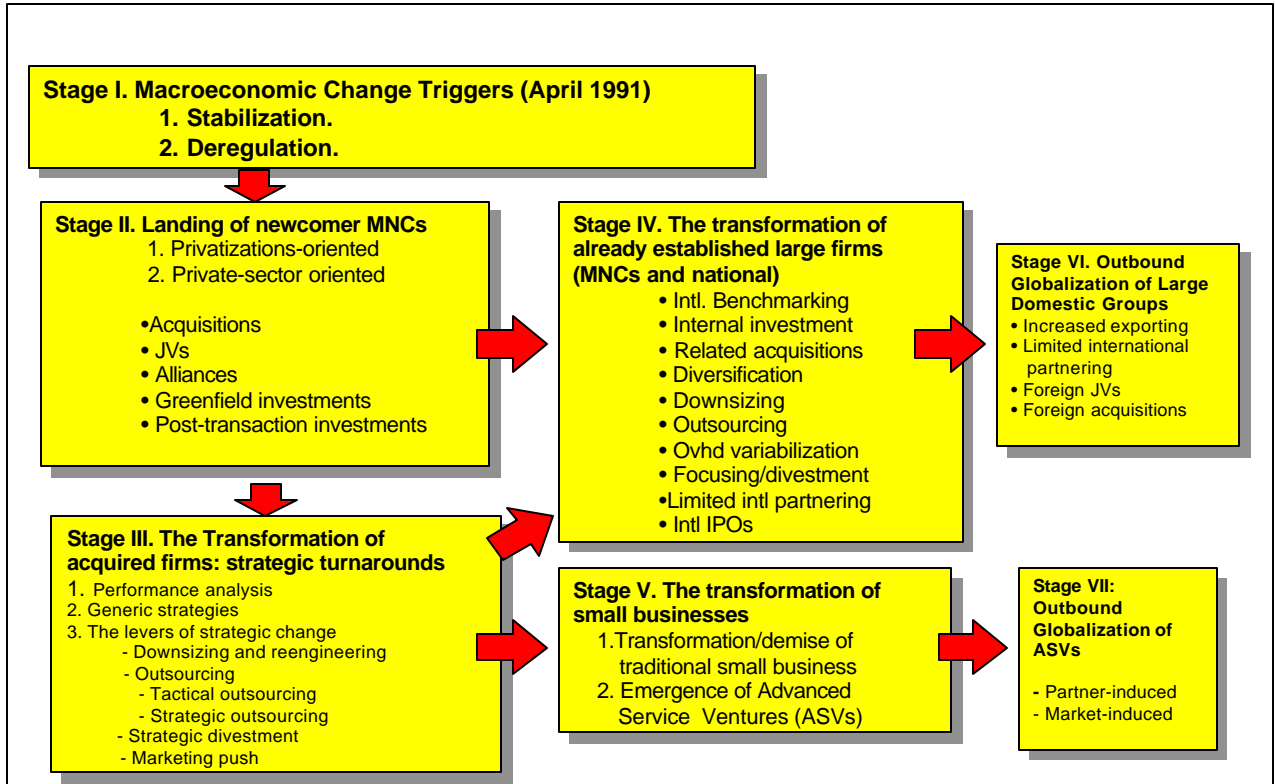 Stage I. Macroeconomic Change Triggers (April 1991)
1. Stabilization.
2. Deregulation.
Stage II. Landing of newcomer MNCs
1. Privatizations-oriented
2. Private-sector oriented
•Acquisitions
• JVs
• Alliances
• Greenfield investments
• Post-transaction investments
Stage III. The Transformation of
acquired firms: strategic turnarounds
1. Performance analysis
2. Generic strategies
3. The levers of strategic change
- Downsizing and reengineering
- Outsourcing
- Tactical outsourcing
- Strategic outsourcing
- Strategic divestment
- Marketing push
Stage IV. The transformation of
already established large firms
(MNCs and national)
• Intl. Benchmarking
• Internal investment
• Related acquisitions
• Diversification
• Downsizing
• Outsourcing
• Ovhd variabilization
• Focusing/divestment
•Limited intl partnering
• Intl IPOs
Stage V. The transformation of
small businesses
1.Transformation/demise of
traditional small business
2. Emergence of Advanced
Service Ventures (ASVs)
Stage VI. Outbound
Globalization of Large
Domestic Groups
• Increased exporting
• Limited international
partnering
• Foreign JVs
• Foreign acquisitions
Stage VII:
Outbound
Globalization of
ASVs
- Partner-induced
- Market-induced